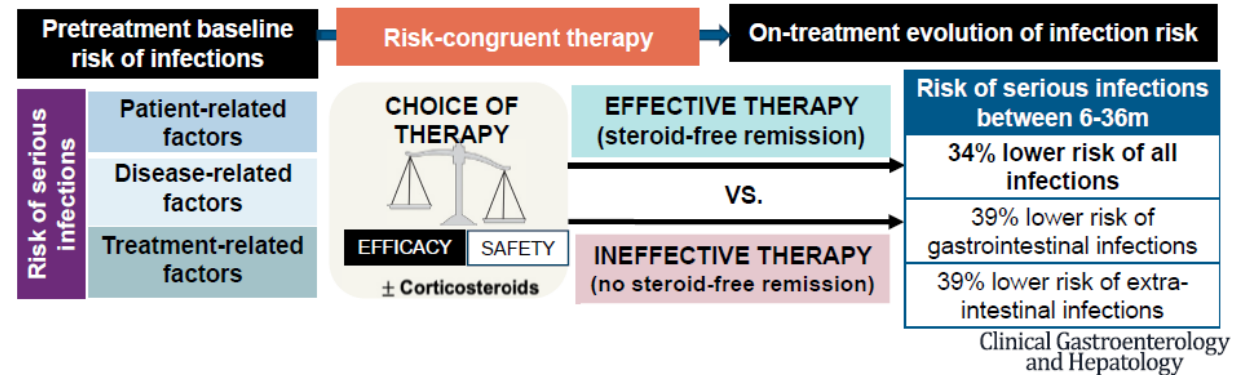 Pretreatment baseline
risk of infections
Risk-congruent therapy
On-treatment evolution of infection risk
Risk of serious
infections
Patient-related
factors
Disease-related
factors
Treatment-related
factors
CHOICE OF
THERAPY
EFFICACY
SAFETY
± Corticosteroids
EFFECTIVE THERAPY
(steroid-free remission)
VS.
INEFFECTIVE THERAPY
(no steroid-free remission)
Risk of serious infections
between 6-36m
34% lower risk of all
infections
39% lower risk of
gastrointestinal infections
39% lower risk of extra-
intestinal infections
Clinical Gastroenterology
and Hepatology